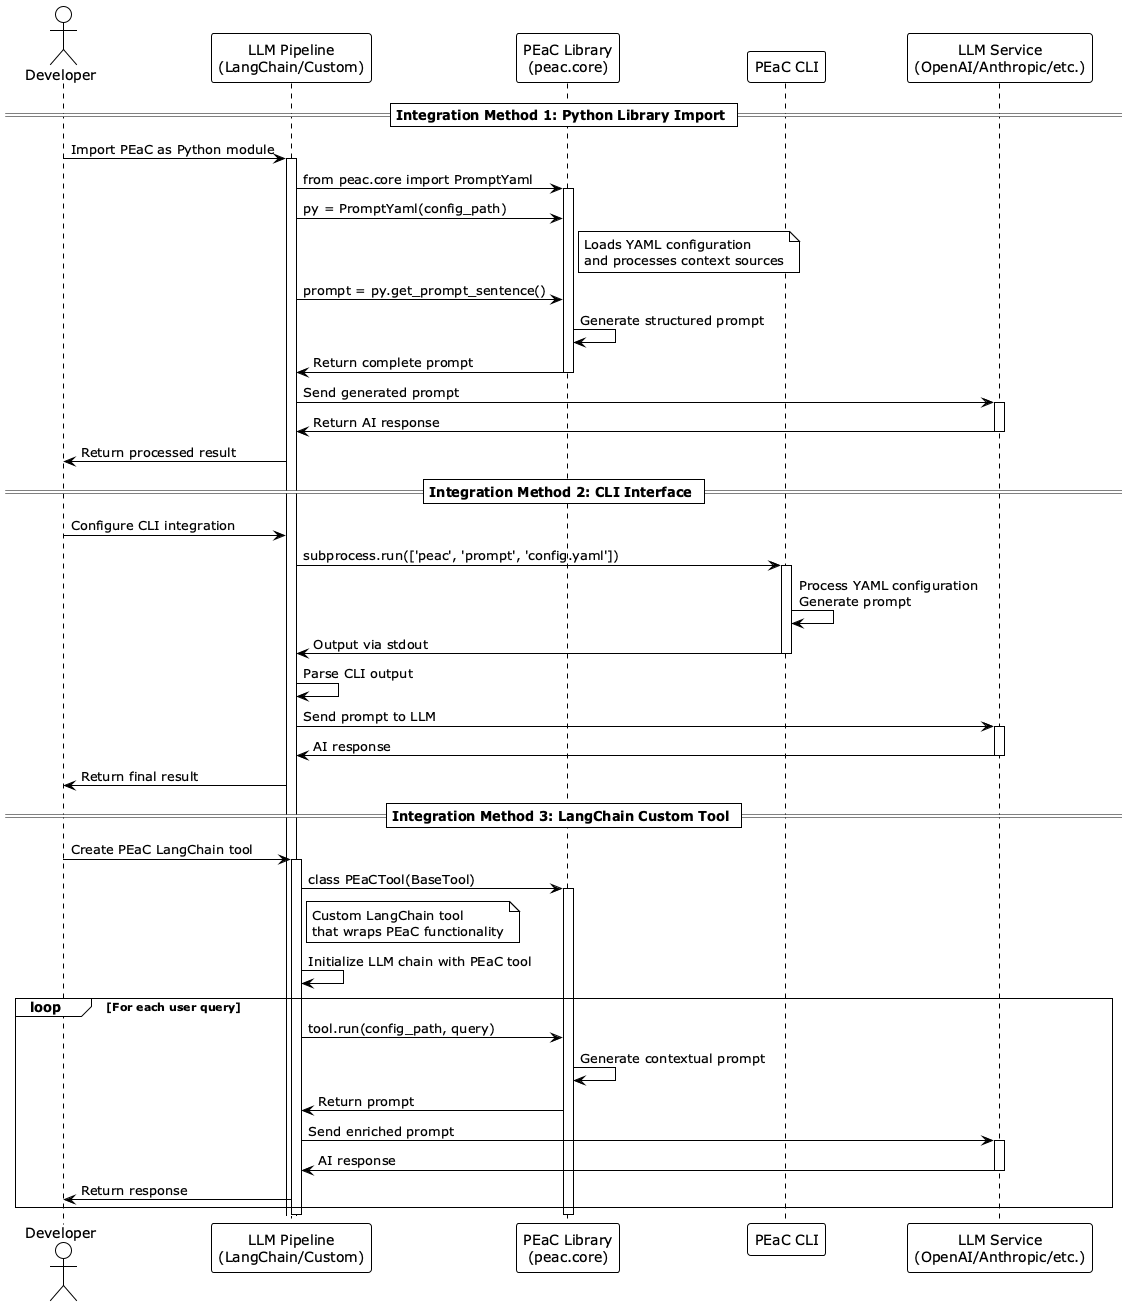 Developer
LLM Pipeline
(LangChain/Custom)
PEaC Library
(peac.core)
PEaC CLI
LLM Service
(OpenAI/Anthropic/etc.)
Integration Method 1: Python Library Import
Import PEaC as Python module
from peac.core import PromptYaml
py = PromptYaml(config_path)
Loads YAML configuration
and processes context sources
prompt = py.get_prompt_sentence()
Generate structured prompt
Return complete prompt
Send generated prompt
Return AI response
Return processed result
Integration Method 2: CLI Interface
Configure CLI integration
subprocess.run(['peac', 'prompt', 'config.yaml'])
Process YAML configuration
Generate prompt
Output via stdout
Parse CLI output
Send prompt to LLM
AI response
Return final result
Integration Method 3: LangChain Custom Tool
Create PEaC LangChain tool
class PEaCTool(BaseTool)
Custom LangChain tool
that wraps PEaC functionality
Initialize LLM chain with PEaC tool
loop [For each user query]
tool.run(config_path, query)
Generate contextual prompt
Return prompt
Send enriched prompt
AI response
Return response
Developer
LLM Pipeline
(LangChain/Custom)
PEaC Library
(peac.core)
PEaC CLI
LLM Service
(OpenAI/Anthropic/etc.)